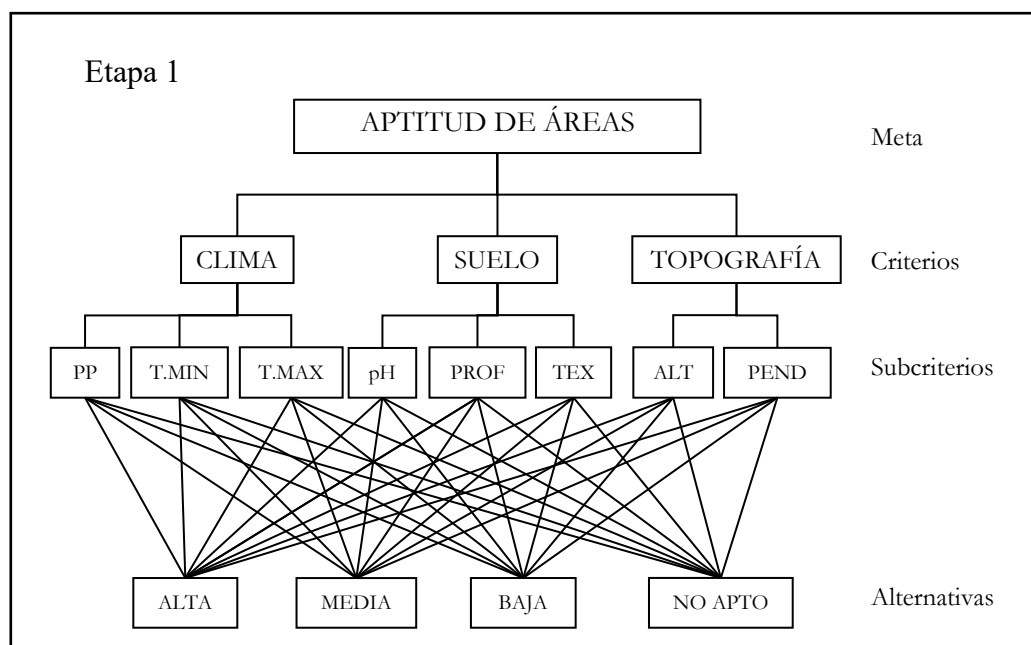 Etapa 1
APTITUD DE ÁREAS
Meta
CLIMA SUELO TOPOGRAFÍA Criterios
PP T.MIN T.MAX pH PROF TEX ALT PEND Subcriterios
ALTA MEDIA BAJA NO APTO Alternativas